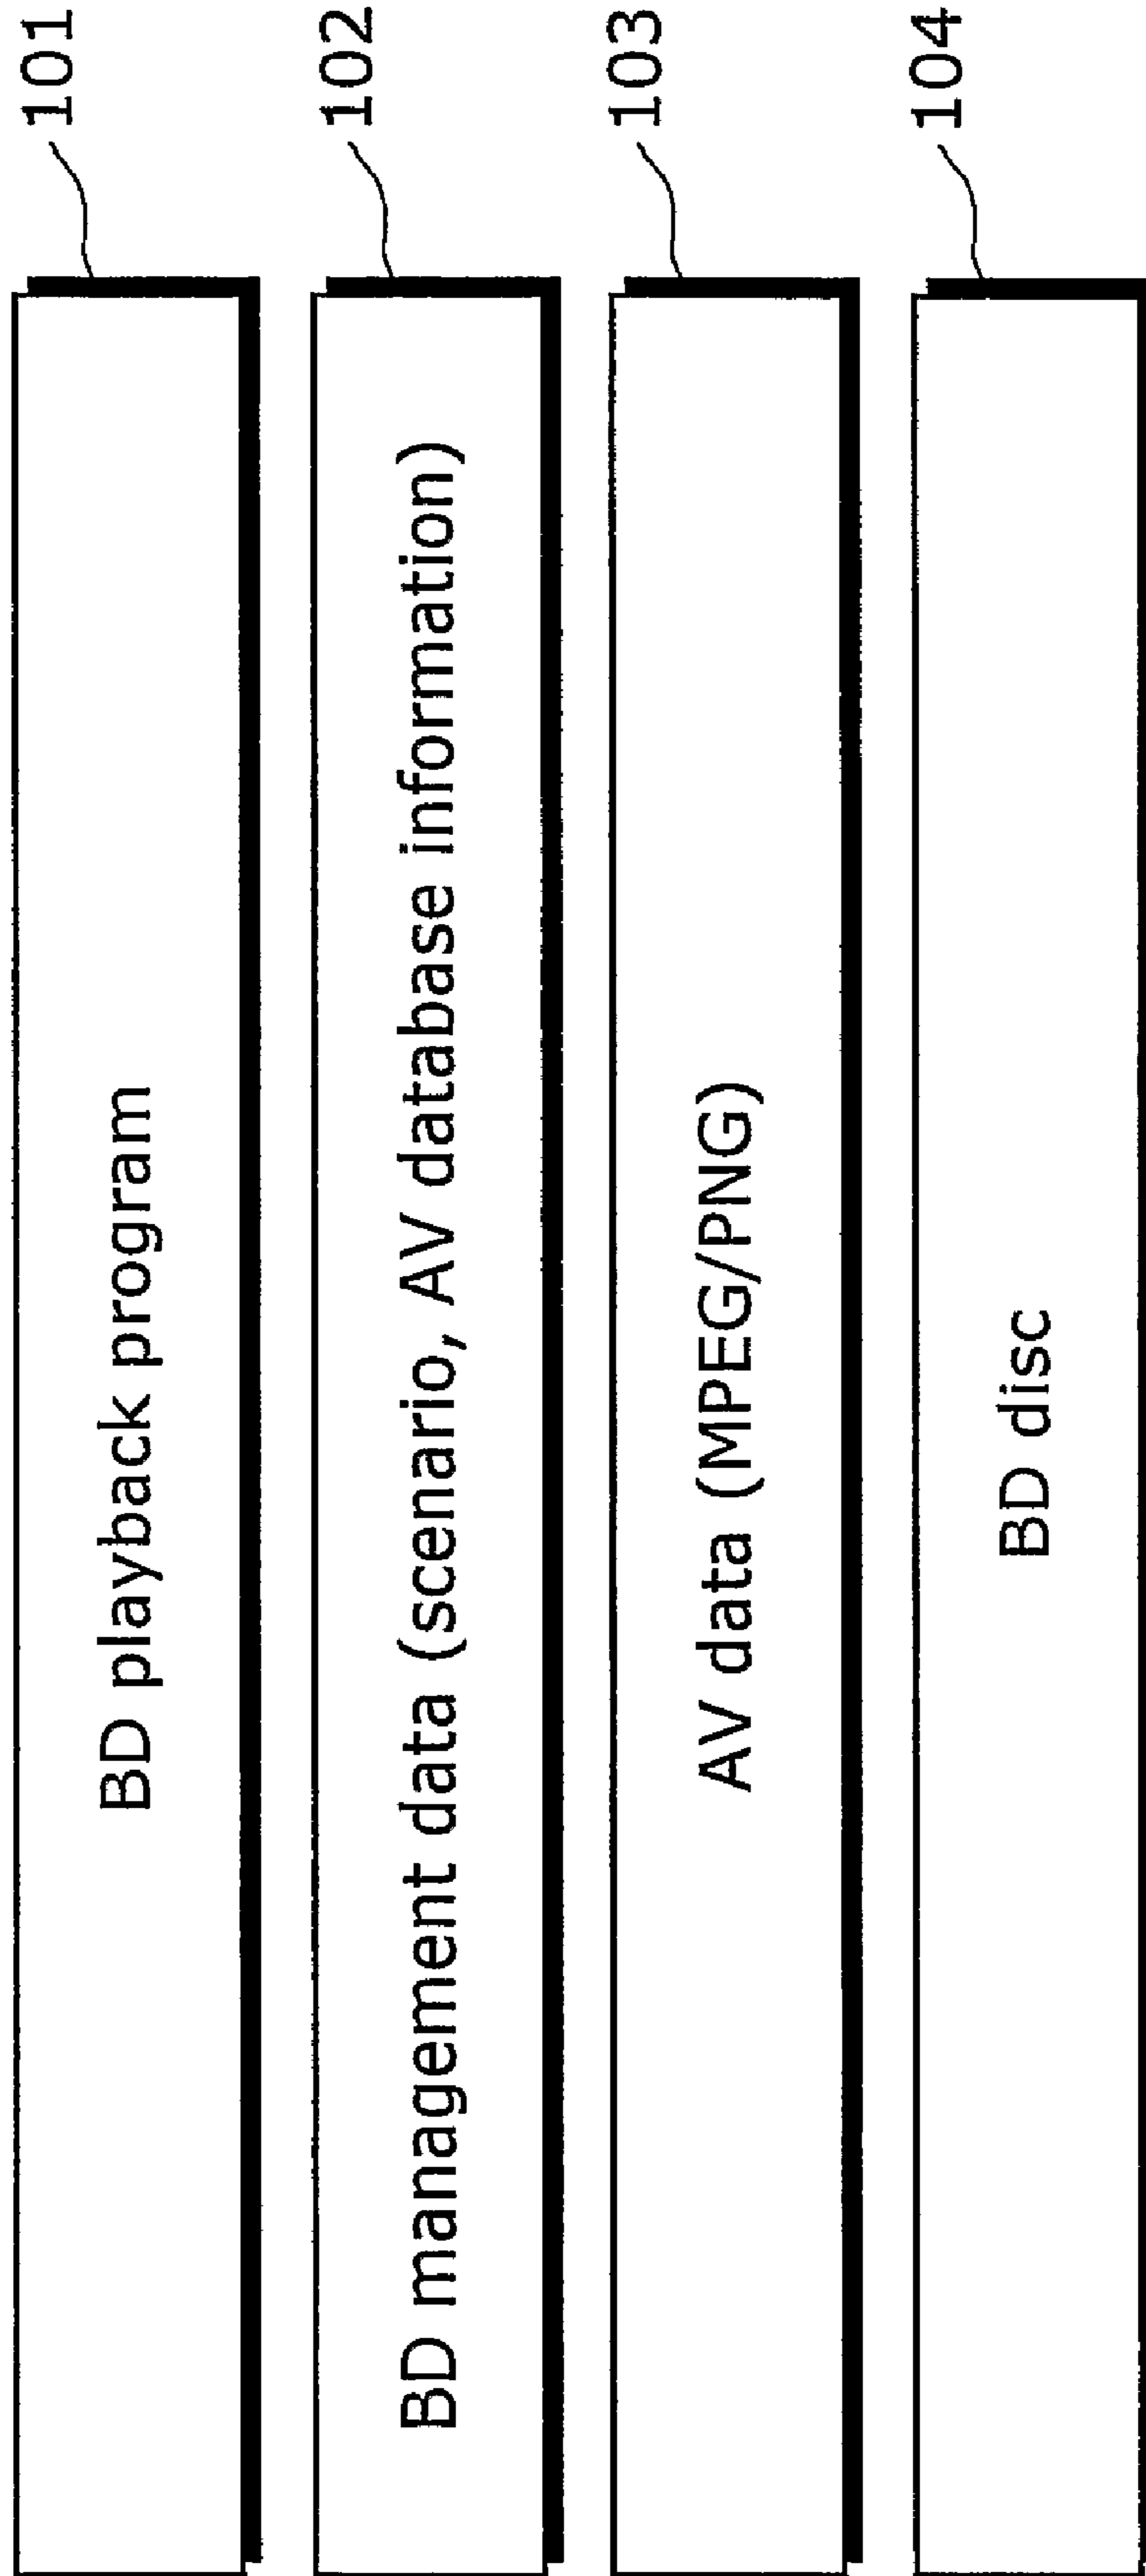 BD playback program
101
BD management data (scenario, AV database information)
102
AV data (MPEG/PNG)
103
BD disc
104